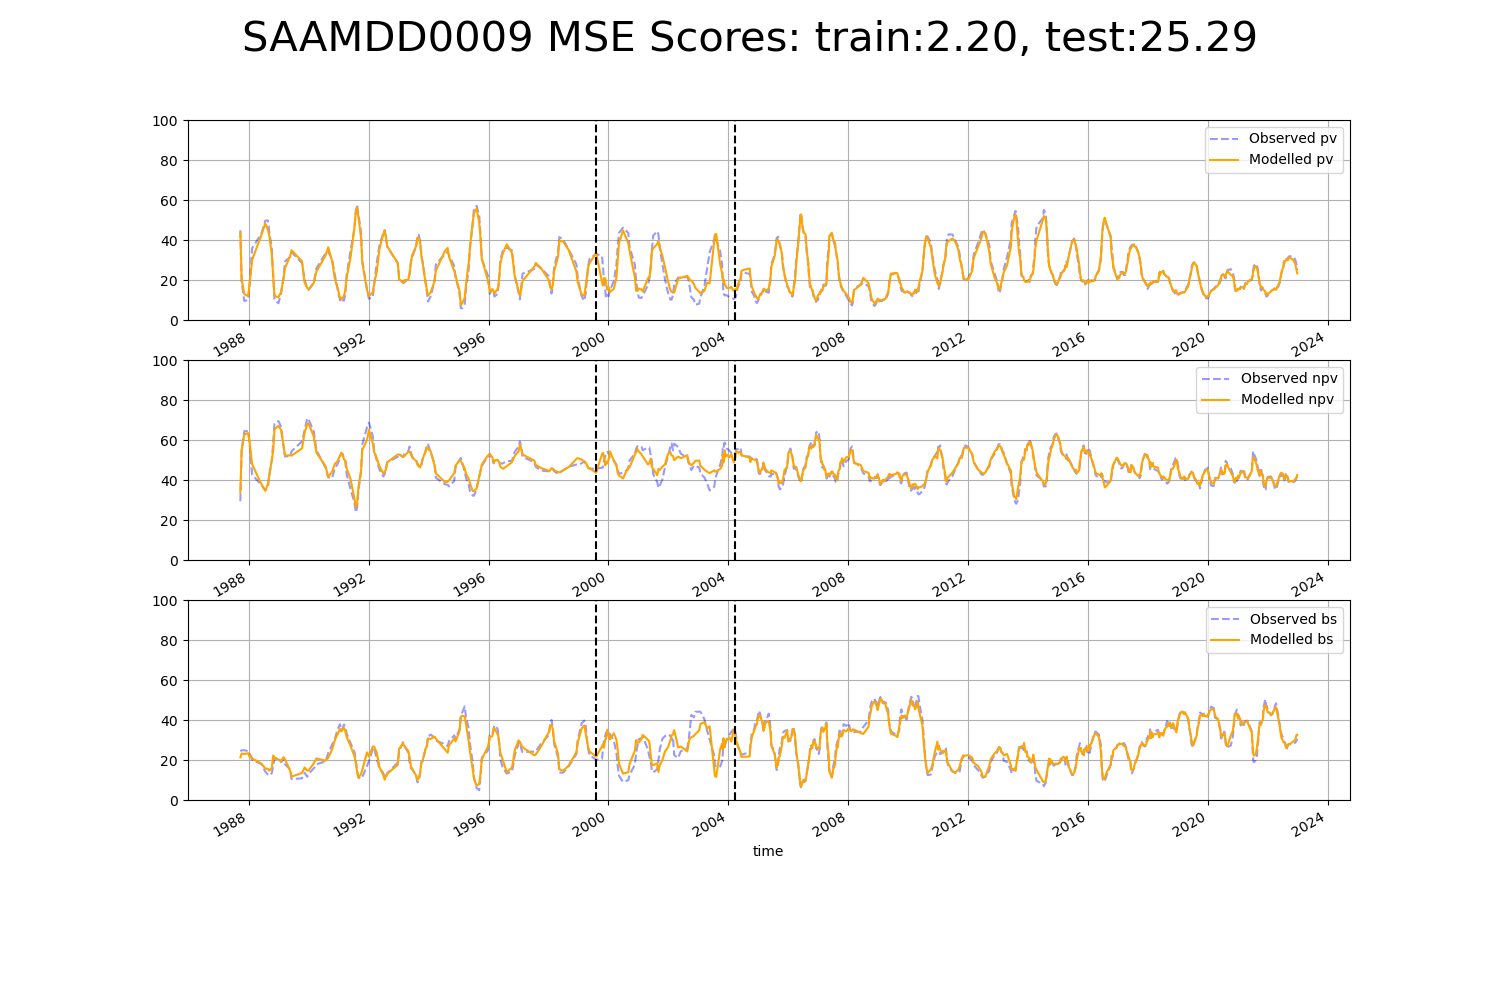 SAAMDD0009 MSE Scores: train:2.20, test:25.29
100
80
60
40
20
0
Observed pv
Modelled pv
1988 1992 1996 2000 2004 2008 2012 2016 2020 2024
100
80
60
40
20
0
Observed npv
Modelled npv
1988 1992 1996 2000 2004 2008 2012 2016 2020 2024
100
80
60
40
20
0
Observed bs
Modelled bs
1988 1992 1996 2000 2004 2008 2012 2016 2020 2024
time